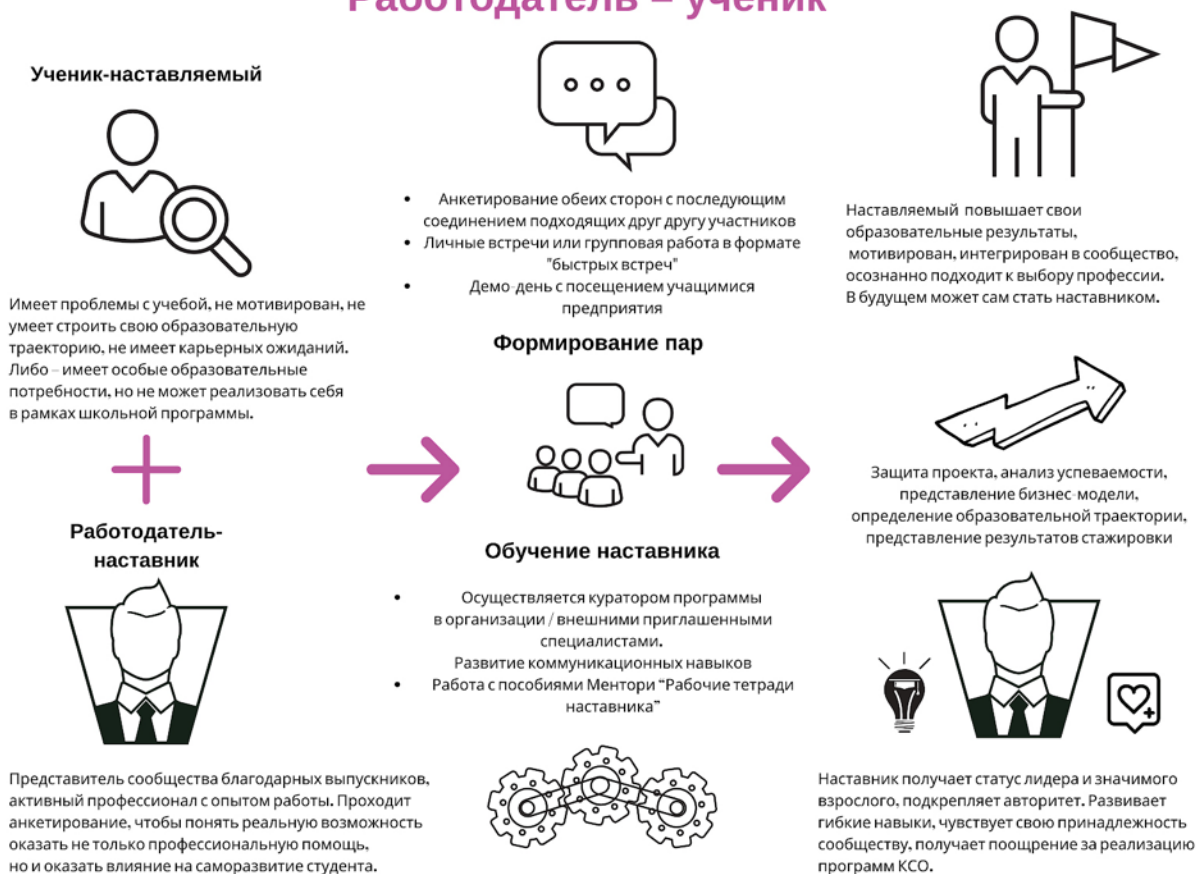 Работодатель – ученик
Ученик-наставляемый
Имеет проблемы с учебой, не мотивирован, не
умеет строить свою образовательную
траекторию, не имеет карьерных ожиданий.
Либо – имеет особые образовательные
потребности, но не может реализовать себя
в рамках школьной программы.
Работодатель-
наставник
Представитель сообщества благодарных выпускников,
активный профессионал с опытом работы. Проходит
анкетирование, чтобы понять реальную возможность
оказать не только профессиональную помощь,
но и оказать влияние на саморазвитие студента.
• Анкетирование обеих сторон с последующим
соединением подходящих друг другу участников
• Личные встречи или групповая работа в формате
"быстрых встреч"
• Демо-день с посещением учащимися
предприятия
Формирование пар
Обучение наставника
• Осуществляется куратором программы
в организации / внешними приглашенными
специалистами.
Развитие коммуникационных навыков
• Работа с пособиями Ментори “Рабочие тетради
наставника”
Наставляемый повышает свои
образовательные результаты,
мотивирован, интегрирован в сообщество,
осознанно подходит к выбору профессии.
В будущем может сам стать наставником.
Защита проекта, анализ успеваемости,
представление бизнес-модели,
определение образовательной траектории,
представление результатов стажировки
Наставник получает статус лидера и значимого
взрослого, подкрепляет авторитет. Развивает
гибкие навыки, чувствует свою принадлежность
сообществу, получает поощрение за реализацию
программ КСО.